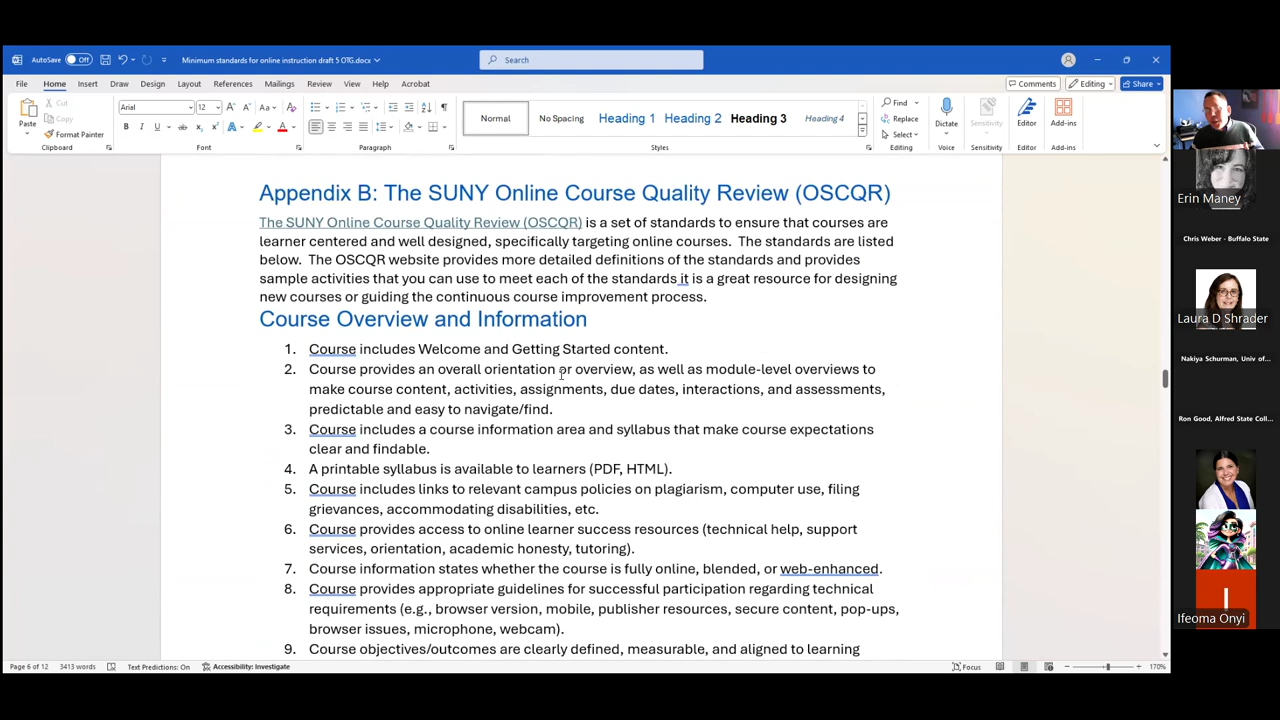 AutoSave Off Minimum standards for online instruction draft 5 OTG.docx Search
File Home Insert Draw Design Layout References Mailings Review View Help Acrobat Comments Editing Share
Paste Cut Copy Format Painter
Arial 12
Normal No Spacing Heading 1 Heading 2 Heading 3 Heading 4
Find Replace Select
Dictate Sensitivity Editor Add-ins
Clipboard Font Paragraph Styles Editing Voice Sensitivity Editor Add-ins
Appendix B: The SUNY Online Course Quality Review (OSCQR)
The SUNY Online Course Quality Review (OSCQR) is a set of standards to ensure that courses are
learner centered and well designed, specifically targeting online courses. The standards are listed
below. The OSCQR website provides more detailed definitions of the standards and provides
sample activities that you can use to meet each of the standards it is a great resource for designing
new courses or guiding the continuous course improvement process.
Course Overview and Information
1. Course includes Welcome and Getting Started content.
2. Course provides an overall orientation or overview, as well as module-level overviews to
make course content, activities, assignments, due dates, interactions, and assessments,
predictable and easy to navigate/find.
3. Course includes a course information area and syllabus that make course expectations
clear and findable.
4. A printable syllabus is available to learners (PDF, HTML).
5. Course includes links to relevant campus policies on plagiarism, computer use, filing
grievances, accommodating disabilities, etc.
6. Course provides access to online learner success resources (technical help, support
services, orientation, academic honesty, tutoring).
7. Course information states whether the course is fully online, blended, or web-enhanced.
8. Course provides appropriate guidelines for successful participation regarding technical
requirements (e.g., browser version, mobile, publisher resources, secure content, pop-ups,
browser issues, microphone, webcam).
9. Course objectives/outcomes are clearly defined, measurable, and aligned to learning
Page 6 of 12 3413 words Text Predictions: On Accessibility: Investigate Focus 170%
Erin Maney
Chris Weber - Buffalo State
Laura D Shrader
Nakiya Schurman, Univ of...
Ron Good, Alfred State Coll...
I
Ifeoma Onyi